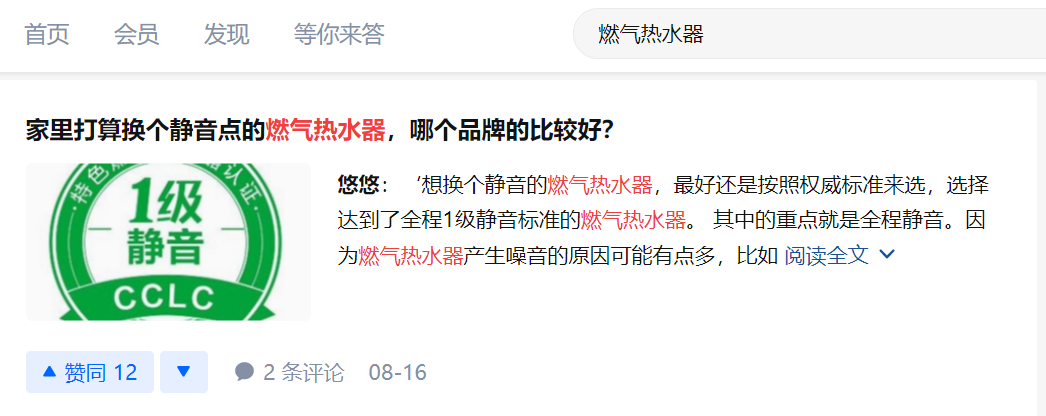 首页 会员 发现 等你来答 燃气热水器
家里打算换个静音点的燃气热水器，哪个品牌的比较好？
1级
静音
CCLC
悠悠：‘想换个静音的燃气热水器，最好还是按照权威标准来选，选择
达到了全程1级静音标准的燃气热水器。 其中的重点就是全程静音。因
为燃气热水器产生噪音的原因可能有点多，比如 阅读全文
赞同 12 2 条评论 08-16